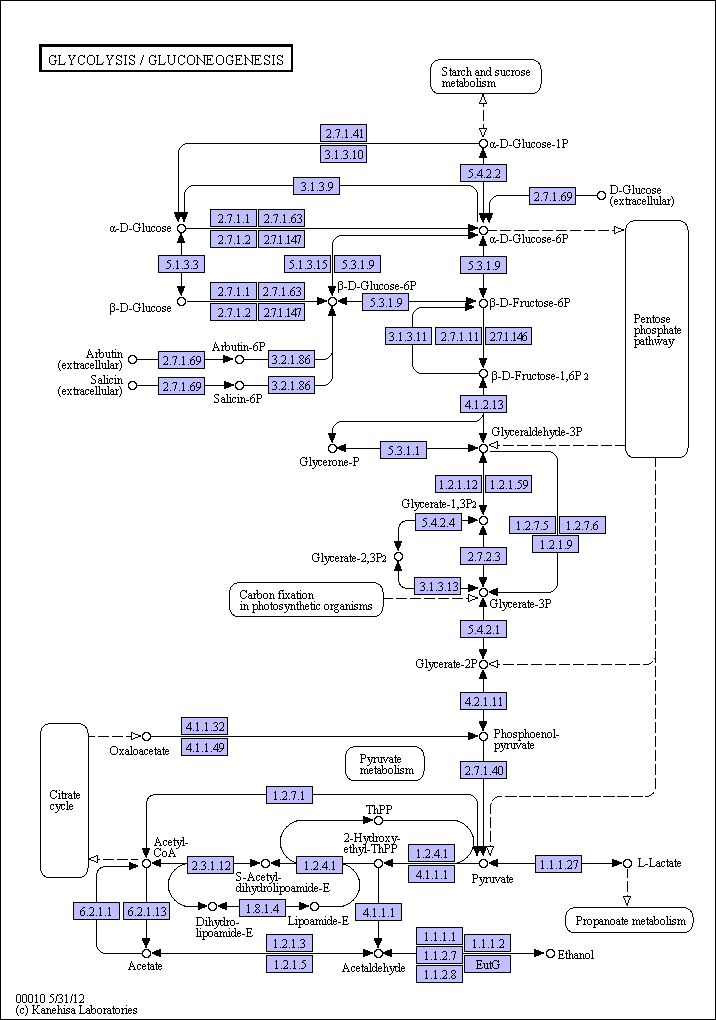 GLYCOLYSIS / GLUCONEOGENESIS
Starch and sucrose
metabolism
2.7.1.41
3.1.3.10
α-D-Glucose-1P
5.4.2.2
3.1.3.9
2.7.1.69
D-Glucose
(extracellular)
α-D-Glucose
2.7.1.1
2.7.1.63
2.7.1.2
2.7.1.147
α-D-Glucose-6P
5.1.3.3
5.1.3.15
5.3.1.9
5.3.1.9
β-D-Glucose
2.7.1.1
2.7.1.63
2.7.1.2
2.7.1.147
β-D-Glucose-6P
5.3.1.9
β-D-Fructose-6P
Pentose
phosphate
pathway
3.1.3.11
2.7.1.11
2.7.1.146
Arbutin
(extracellular)
2.7.1.69
Arbutin-6P
3.2.1.86
Salicin
(extracellular)
2.7.1.69
Salicin-6P
3.2.1.86
β-D-Fructose-1,6P2
4.1.2.13
Glyceraldehyde-3P
Glycerone-P
5.3.1.1
1.2.1.12
1.2.1.59
Glycerate-1,3P2
5.4.2.4
1.2.7.5
1.2.7.6
1.2.1.9
Glycerate-2,3P2
2.7.2.3
3.1.3.13
Carbon fixation
in photosynthetic organisms
Glycerate-3P
5.4.2.1
Glycerate-2P
4.2.1.11
4.1.1.32
4.1.1.49
Oxaloacetate
Phosphoenol-
pyruvate
Pyruvate
metabolism
2.7.1.40
Citrate
cycle
1.2.7.1
ThPP
Acetyl-
CoA
2-Hydroxy-
ethyl-ThPP
2.3.1.12
S-Acetyl-
dihydrolipoamide-E
1.2.4.1
1.2.4.1
4.1.1.1
Pyruvate
1.1.1.27
L-Lactate
6.2.1.1
6.2.1.13
Dihydro-
lipoamide-E
1.8.1.4
Lipoamide-E
4.1.1.1
Propanoate metabolism
Acetate
1.2.1.3
1.2.1.5
Acetaldehyde
1.1.1.1
1.1.1.2
1.1.2.7
EutG
1.1.2.8
Ethanol
00010 5/31/12
(c) Kanehisa Laboratories